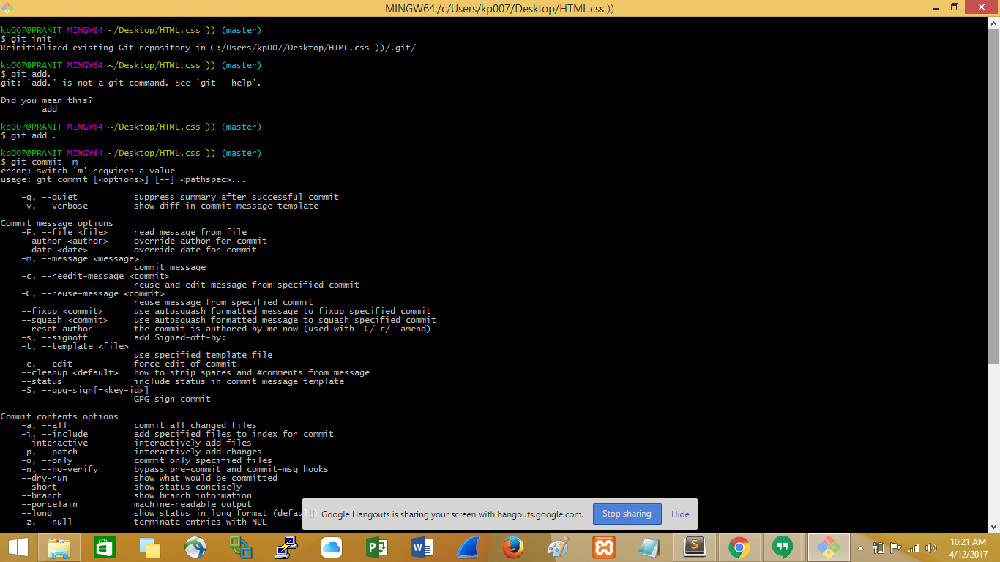 MINGW64:/c/Users/kp007/Desktop/HTML.css ))
kp007@PRANIT MINGW64 ~/Desktop/HTML.css )) (master)
$ git init
Reinitialized existing Git repository in C:/Users/kp007/Desktop/HTML.css ))/.git/
kp007@PRANIT MINGW64 ~/Desktop/HTML.css )) (master)
$ git add.
git: 'add.' is not a git command. See 'git --help'.
Did you mean this?
add
kp007@PRANIT MINGW64 ~/Desktop/HTML.css )) (master)
$ git add .
kp007@PRANIT MINGW64 ~/Desktop/HTML.css )) (master)
$ git commit -m
error: switch `m' requires a value
usage: git commit [<options>] [--] <pathspec>...
-q, --quiet suppress summary after successful commit
-v, --verbose show diff in commit message template
Commit message options
-F, --file <file> read message from file
--author <author> override author for commit
--date <date> override date for commit
-m, --message <message>
commit message
-c, --reedit-message <commit>
reuse and edit message from specified commit
-C, --reuse-message <commit>
reuse message from specified commit
--fixup <commit> use autosquash formatted message to fixup specified commit
--squash <commit> use autosquash formatted message to squash specified commit
--reset-author the commit is authored by me now (used with -C/-c/--amend)
-s, --signoff add Signed-off-by:
-t, --template <file>
use specified template file
-e, --edit force edit of commit
--cleanup <default> how to strip spaces and #comments from message
--status include status in commit message template
-S, --gpg-sign[=<key-id>]
GPG sign commit
Commit contents options
-a, --all commit all changed files
-i, --include add specified files to index for commit
--interactive interactively add files
-p, --patch interactively add changes
-o, --only commit only specified files
-n, --no-verify bypass pre-commit and commit-msg hooks
--dry-run show what would be committed
--short show status concisely
--branch show branch information
--porcelain machine-readable output
--long show status in long format (default)
-z, --null terminate entries with NUL
Google Hangouts is sharing your screen with hangouts.google.com. Stop sharing Hide
10:21 AM
4/12/2017